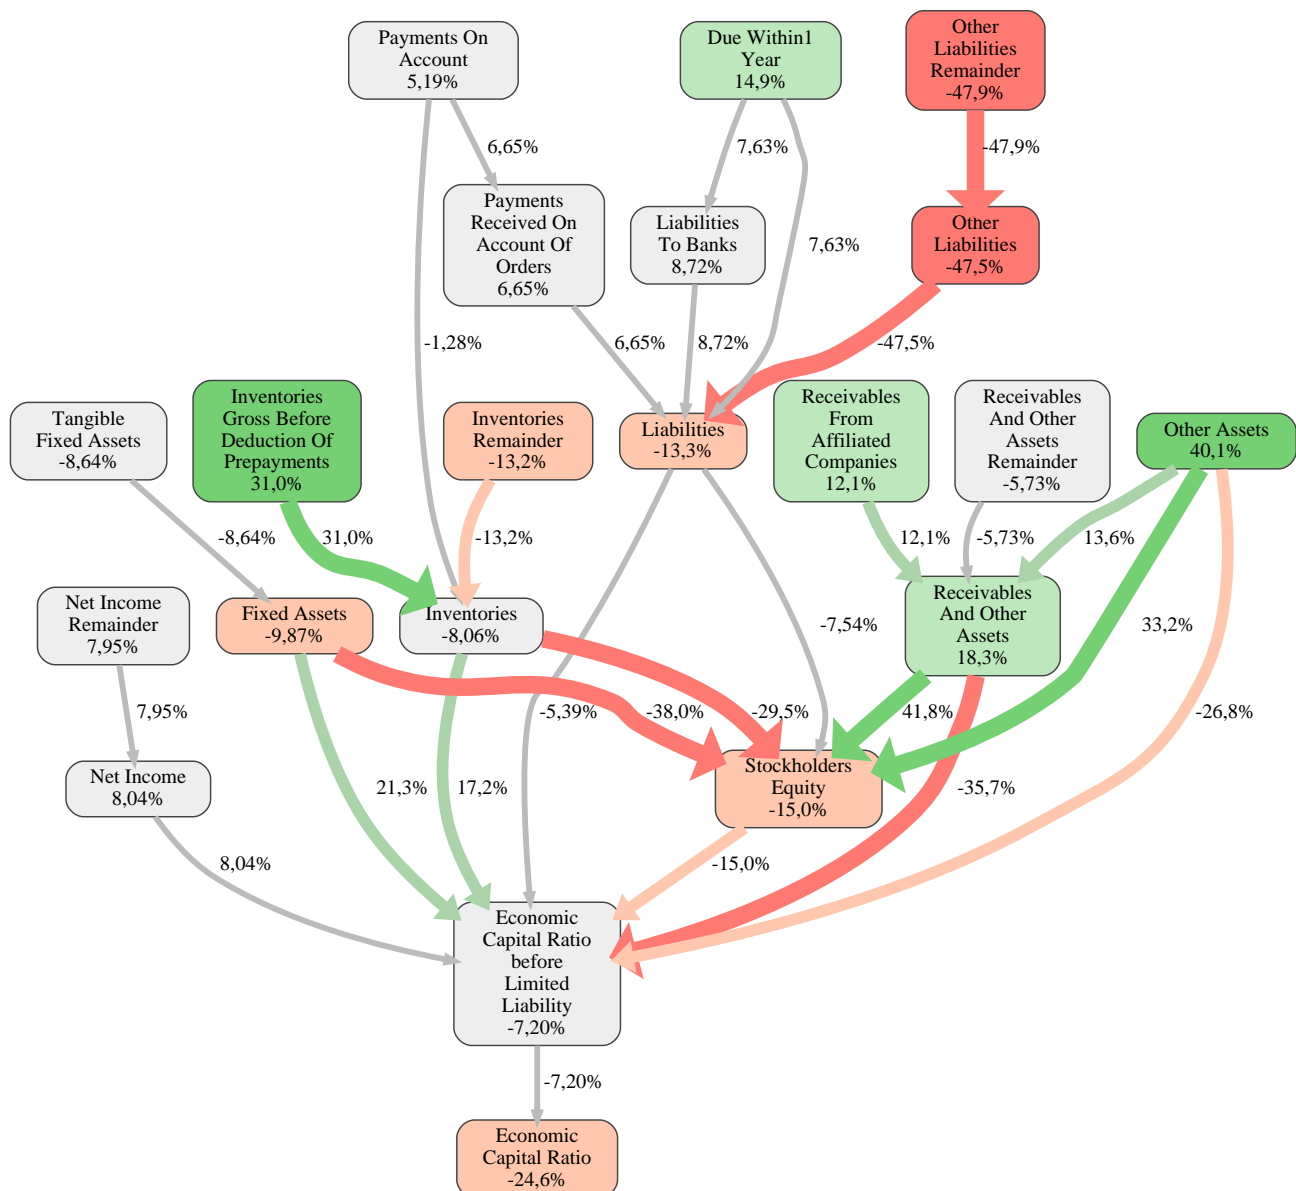 Payments On
Account
5,19%
Due Within1
Year
14,9%
Other
Liabilities
Remainder
-47,9%
6,65%
7,63%
-47,9%
Payments
Received On
Account Of
Orders
6,65%
Liabilities
To Banks
8,72%
7,63%
Other
Liabilities
-47,5%
-1,28%
6,65%
8,72%
-47,5%
Tangible
Fixed Assets
-8,64%
Inventories
Gross Before
Deduction Of
Prepayments
31,0%
Inventories
Remainder
-13,2%
Liabilities
-13,3%
Receivables
From
Affiliated
Companies
12,1%
Receivables
And Other
Assets
Remainder
-5,73%
Other Assets
40,1%
-8,64%
31,0%
-13,2%
12,1%
-5,73%
13,6%
Net Income
Remainder
7,95%
Fixed Assets
-9,87%
Inventories
-8,06%
-7,54%
Receivables
And Other
Assets
18,3%
33,2%
7,95%
-5,39%
-38,0%
-29,5%
41,8%
-26,8%
Net Income
8,04%
21,3%
17,2%
Stockholders
Equity
-15,0%
-35,7%
8,04%
-15,0%
Economic
Capital Ratio
before
Limited
Liability
-7,20%
-7,20%
Economic
Capital Ratio
-24,6%